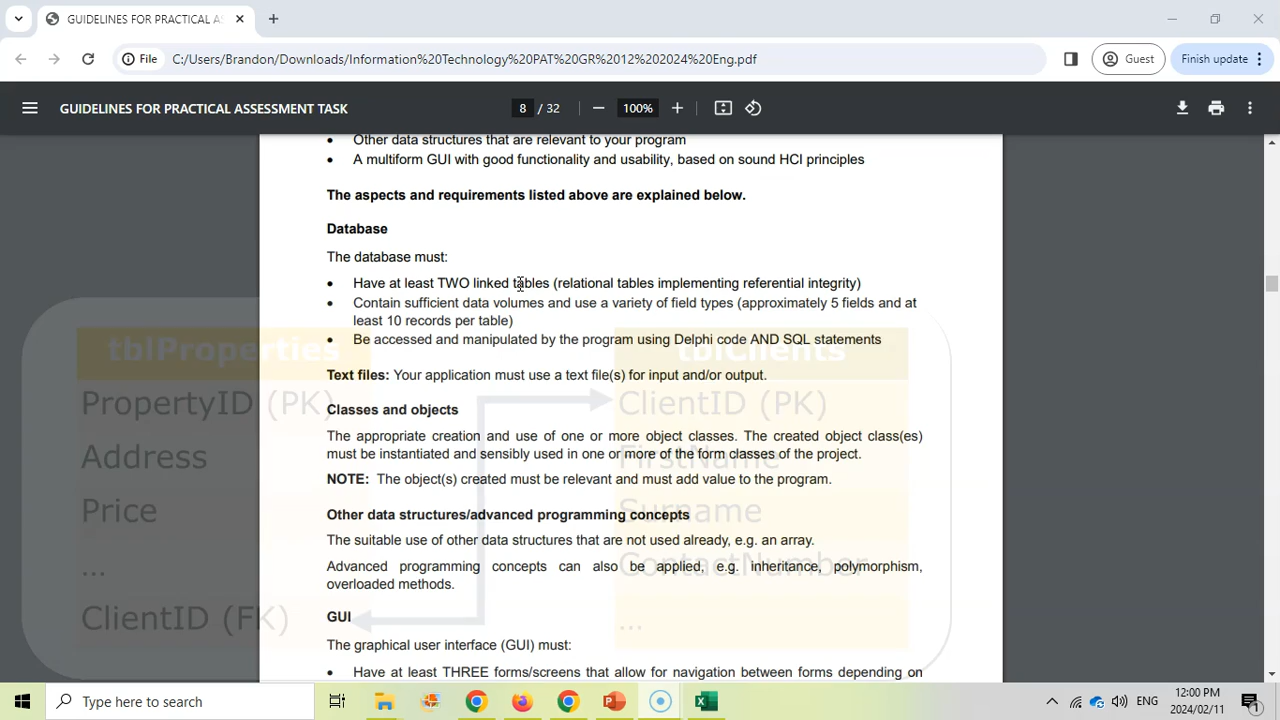 GUIDELINES FOR PRACTICAL ASSE
File C:/Users/Brandon/Downloads/Information%20Technology%20PAT%20GR%2012%202024%20Eng.pdf Guest Finish update
GUIDELINES FOR PRACTICAL ASSESSMENT TASK 8 / 32 100%
• Other data structures that are relevant to your program
• A multiform GUI with good functionality and usability, based on sound HCI principles
The aspects and requirements listed above are explained below.
Database
The database must:
• Have at least TWO linked tables (relational tables implementing referential integrity)
• Contain sufficient data volumes and use a variety of field types (approximately 5 fields and at
least 10 records per table)
• Be accessed and manipulated by the program using Delphi code AND SQL statements
Text files: Your application must use a text file(s) for input and/or output.
Classes and objects
The appropriate creation and use of one or more object classes. The created object class(es)
must be instantiated and sensibly used in one or more of the form classes of the project.
NOTE: The object(s) created must be relevant and must add value to the program.
Other data structures/advanced programming concepts
The suitable use of other data structures that are not used already, e.g. an array.
Advanced programming concepts can also be applied, e.g. inheritance, polymorphism,
overloaded methods.
GUI
The graphical user interface (GUI) must:
• Have at least THREE forms/screens that allow for navigation between forms depending on
tblProperties
PropertyID (PK)
Address
Price
...
ClientID (FK)
tblClients
ClientID (PK)
FirstName
Surname
ContactNumber
...
Type here to search
ENG
12:00 PM
2024/02/11